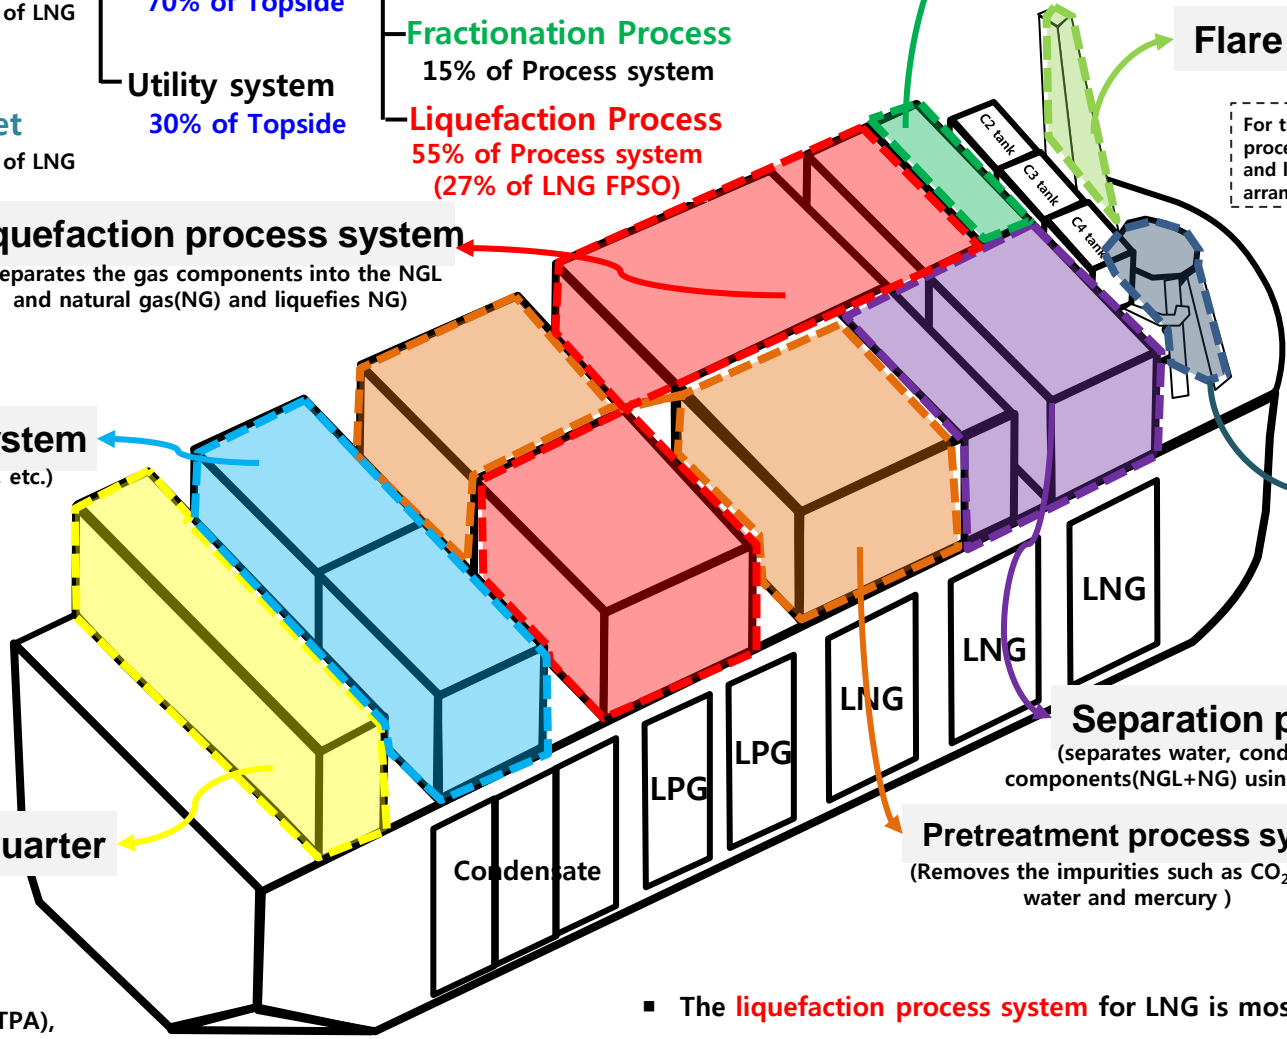 of LNG
70% of Topside
Fractionation Process
15% of Process system
Utility system
30% of Topside
Liquefaction Process
55% of Process system
(27% of LNG FPSO)
et
of LNG
Flare
For t
proce
and l
arran
C2 tank
C3 tank
C4 tank
quefaction process system
eparates the gas components into the NGL
and natural gas(NG) and liquefies NG)
stem
, etc.)
LNG
LNG
LNG
LPG
LPG
Condensate
Separation p
(separates water, cond
components(NGL+NG) usin
uarter
Pretreatment process sy
(Removes the impurities such as CO2
water and mercury )
▪ The liquefaction process system for LNG is mos
TPA),